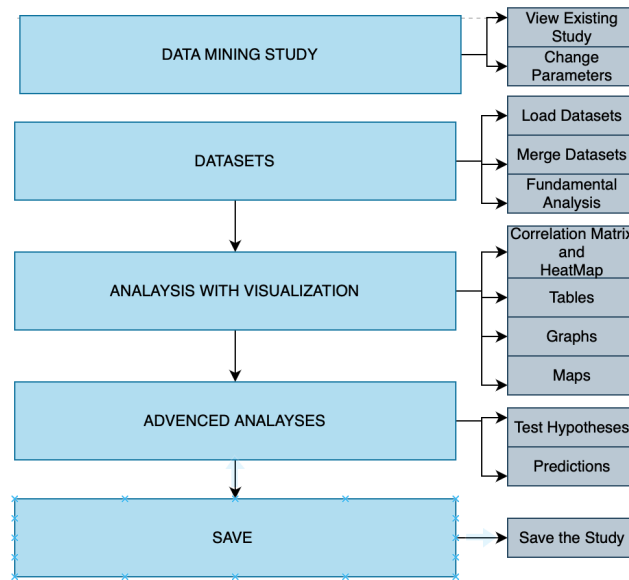 View Existing
Study
DATA MINING STUDY
Change
Parameters
Load Datasets
DATASETS
Merge Datasets
Fundamental
Analysis
Correlation Matrix
and
HeatMap
ANALAYSIS WITH VISUALIZATION
Tables
Graphs
Maps
ADVENCED ANALAYSES
Test Hypotheses
Predictions
SAVE
Save the Study